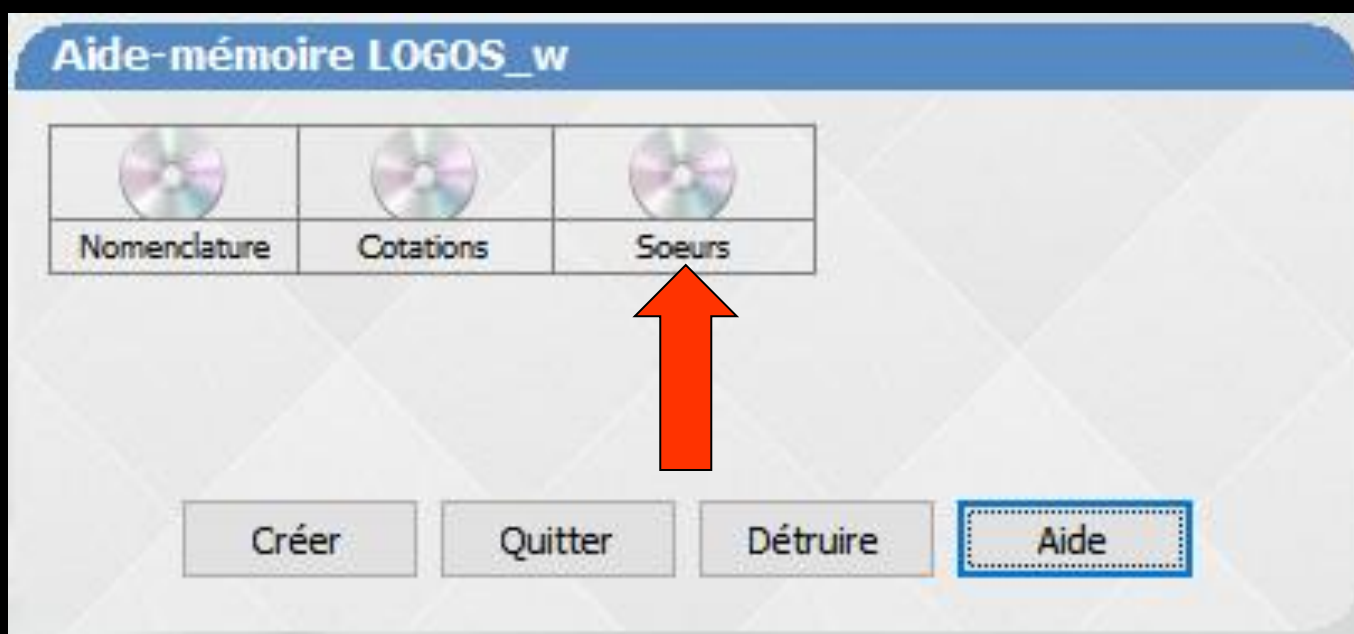 Aide-mémoire LOGOS_w
Nomenclature Cotations Soeurs
Créer Quitter Détruire Aide